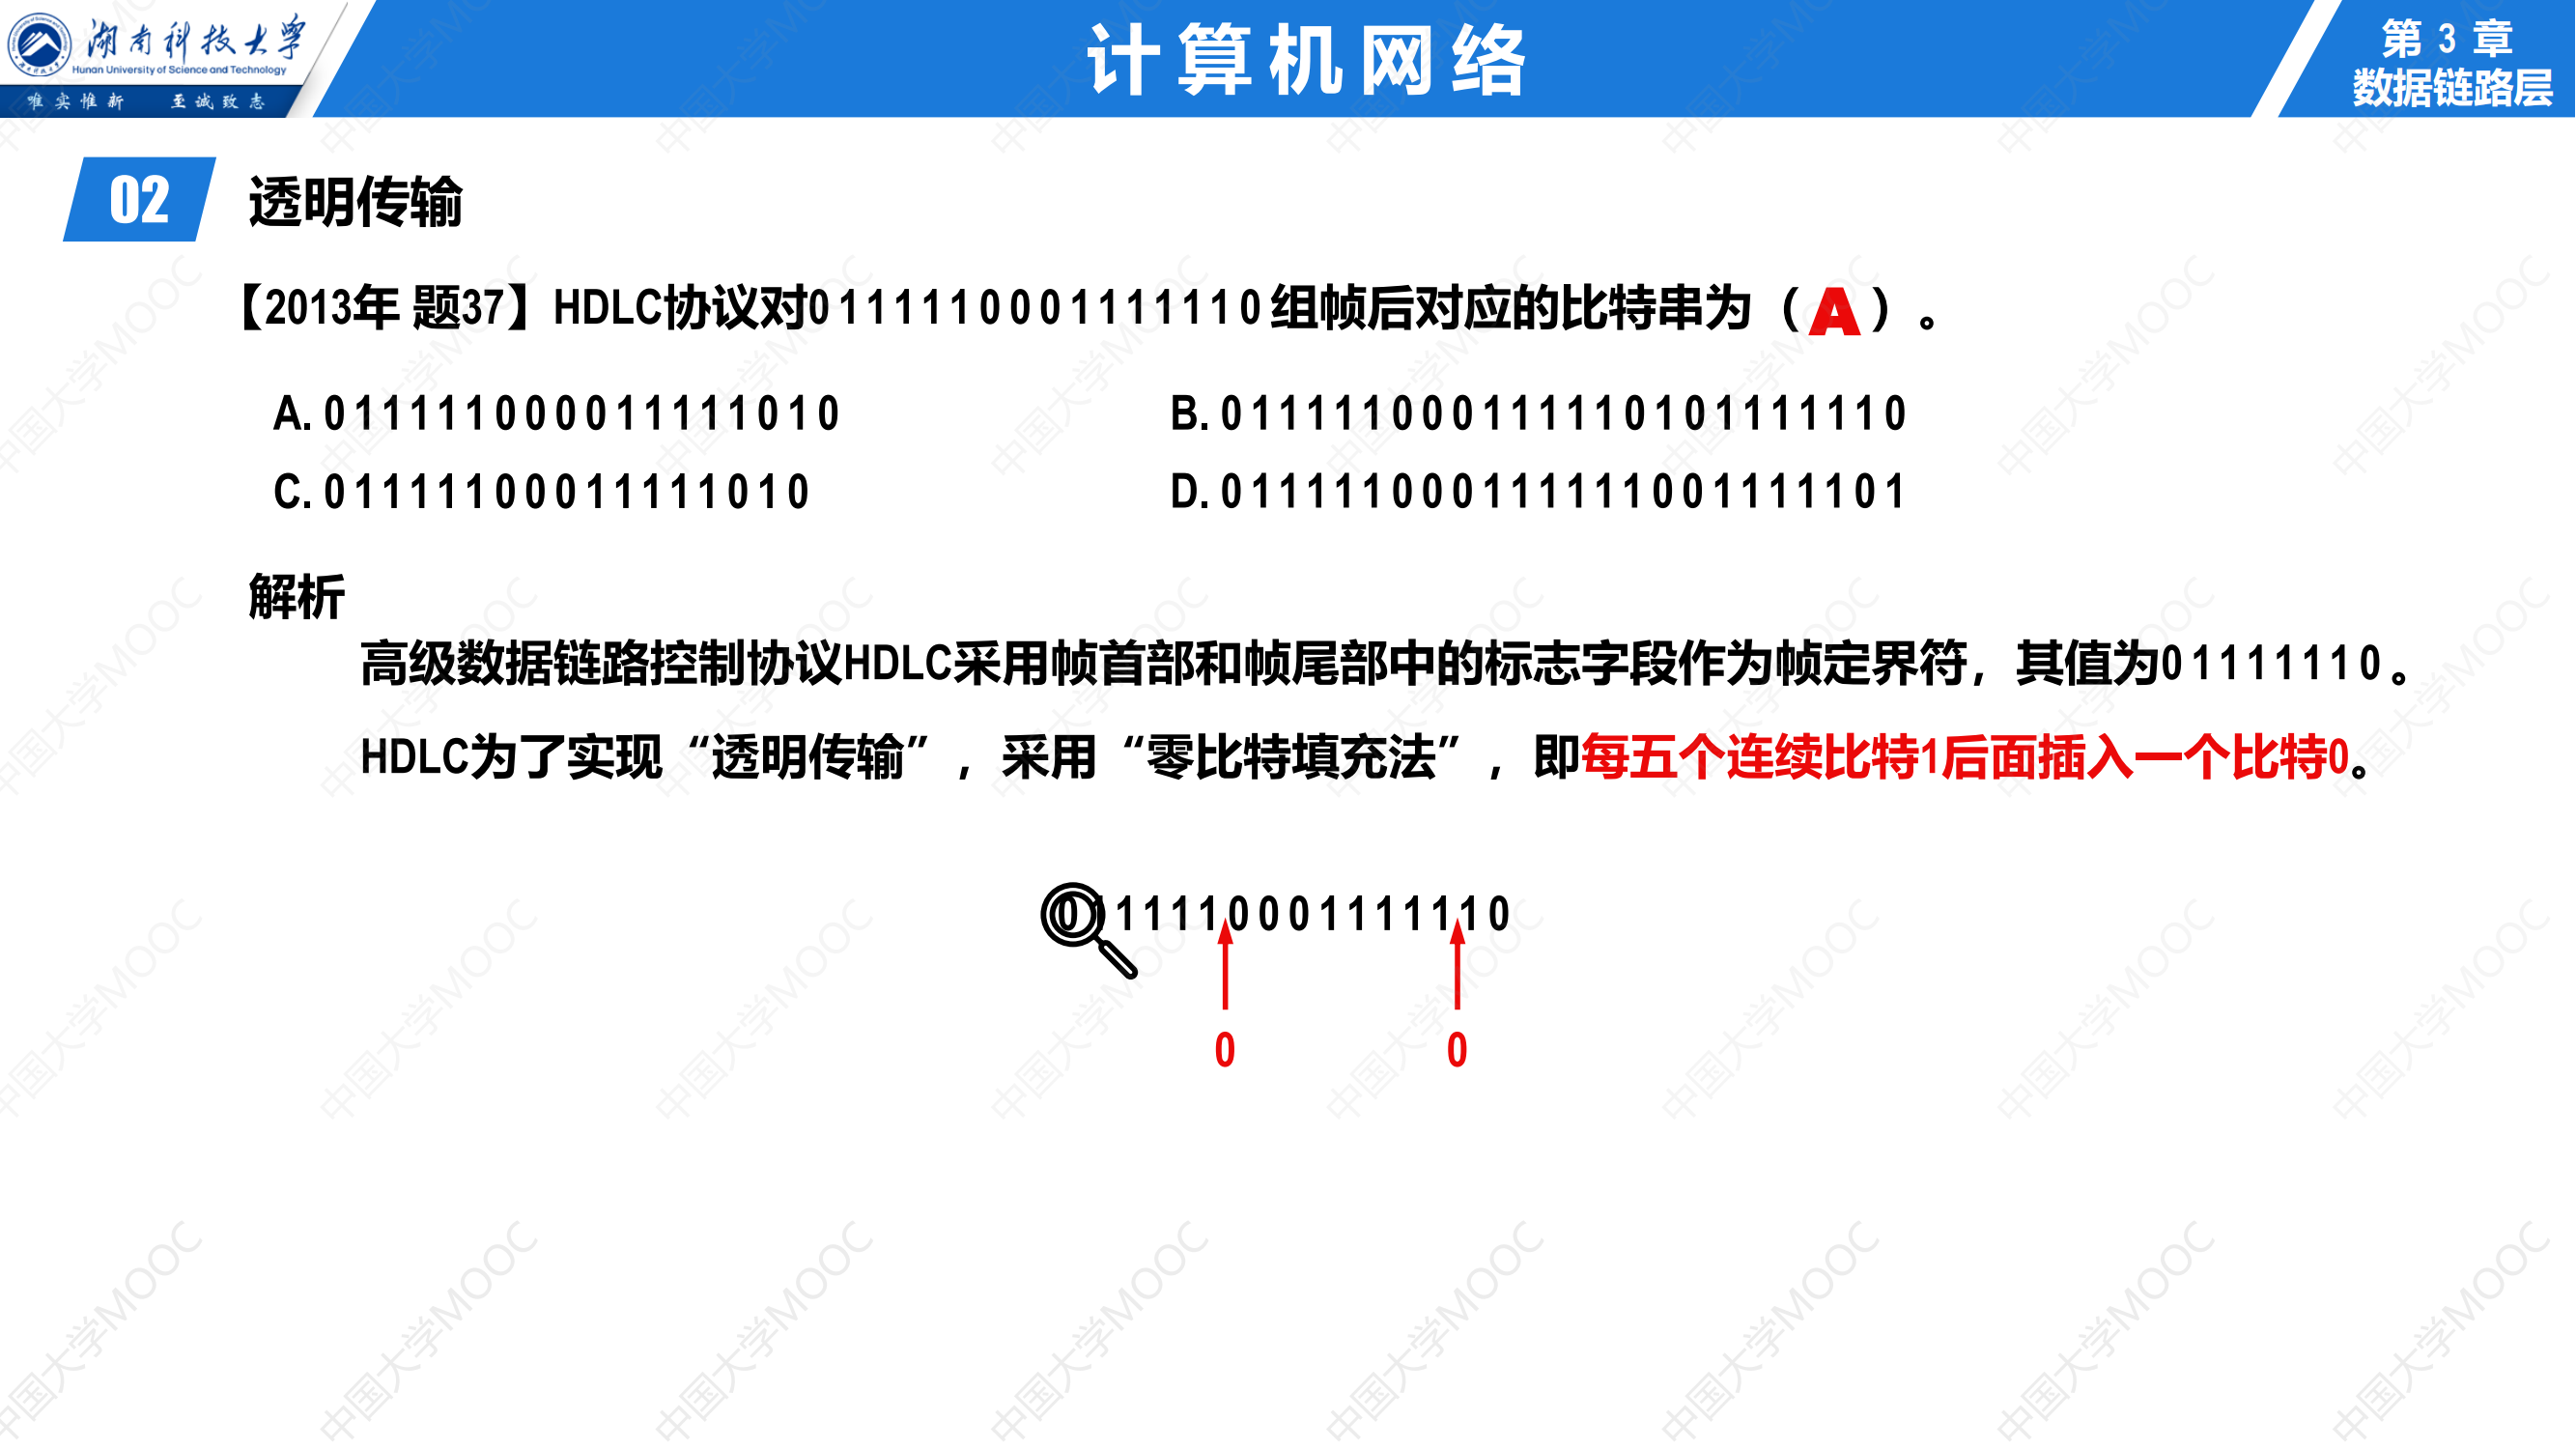 湖南科技大学
Hunan University of Science and Technology
唯实惟新 至诚致志
计算机网络
第 3 章
数据链路层
02
透明传输
【2013年 题37】HDLC协议对0 1 1 1 1 1 0 0 0 1 1 1 1 1 1 0组帧后对应的比特串为（A）。
A. 0 1 1 1 1 1 0 0 0 0 1 1 1 1 1 0 1 0
B. 0 1 1 1 1 1 0 0 0 1 1 1 1 1 0 1 0 1 1 1 1 1 1 0
C. 0 1 1 1 1 1 0 0 0 1 1 1 1 1 0 1 0
D. 0 1 1 1 1 1 0 0 0 1 1 1 1 1 1 0 0 1 1 1 1 1 0 1
解析
高级数据链路控制协议HDLC采用帧首部和帧尾部中的标志字段作为帧定界符，其值为0 1 1 1 1 1 1 0。
HDLC为了实现“透明传输”，采用“零比特填充法”，即每五个连续比特1后面插入一个比特0。
0 1 1 1 1 1 0 0 0 1 1 1 1 1 1 0
0 0
中国大学MOOC